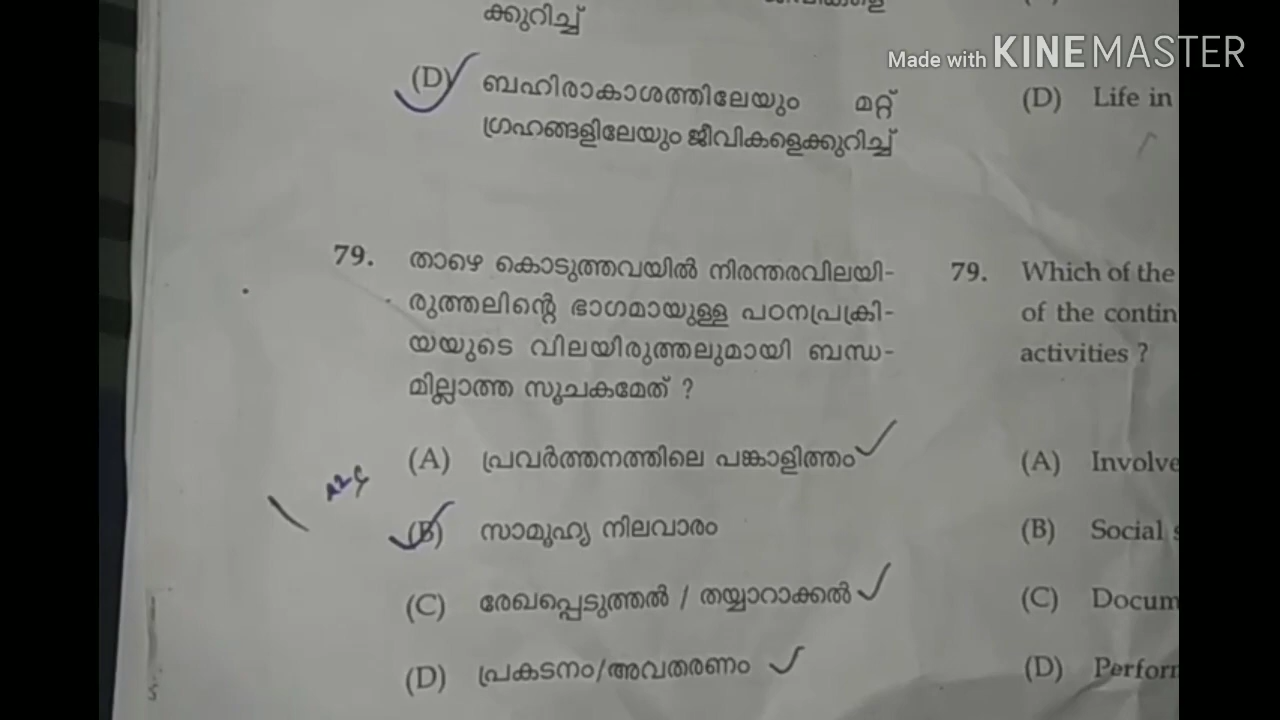 ക്കുറിച്ച്
Made with KINEMASTER
(D) ബഹിരാകാശത്തിലേയും മറ്റ്
ഗ്രഹങ്ങളിലേയും ജീവികളെക്കുറിച്ച്
79. താഴെ കൊടുത്തവയിൽ നിരന്തരവിലയി-
രുത്തലിന്റെ ഭാഗമായുള്ള പഠനപ്രക്രി-
യയുടെ വിലയിരുത്തലുമായി ബന്ധ-
മില്ലാത്ത സൂചകമേത് ?
(A) പ്രവർത്തനത്തിലെ പങ്കാളിത്തം
(B) സാമൂഹ്യ നിലവാരം
(C) രേഖപ്പെടുത്തൽ / തയ്യാറാക്കൽ
(D) പ്രകടനം/അവതരണം
(D) Life in
79. Which of the
of the contin
activities ?
(A) Involve
(B) Social
(C) Docum
(D) Perform